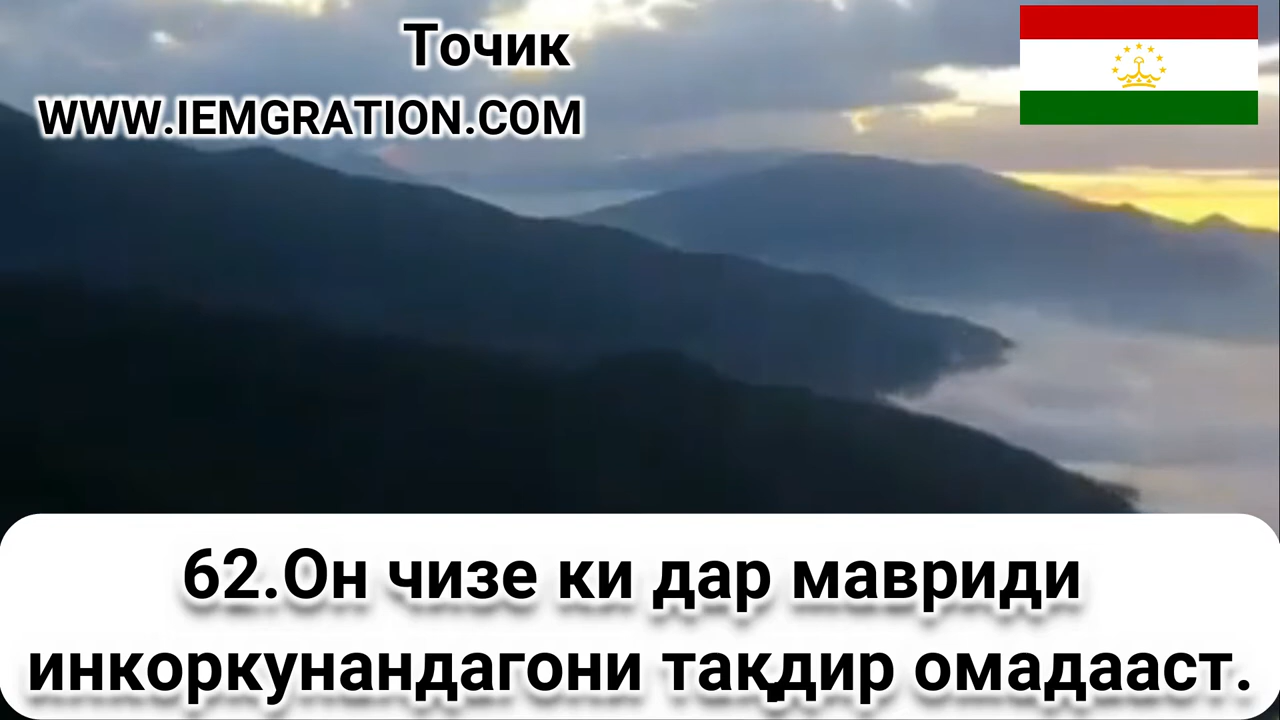 Точик
WWW.IEMGRATION.COM
62.Он чизе ки дар мавриди
инкоркунандагони тақдир омадааст.